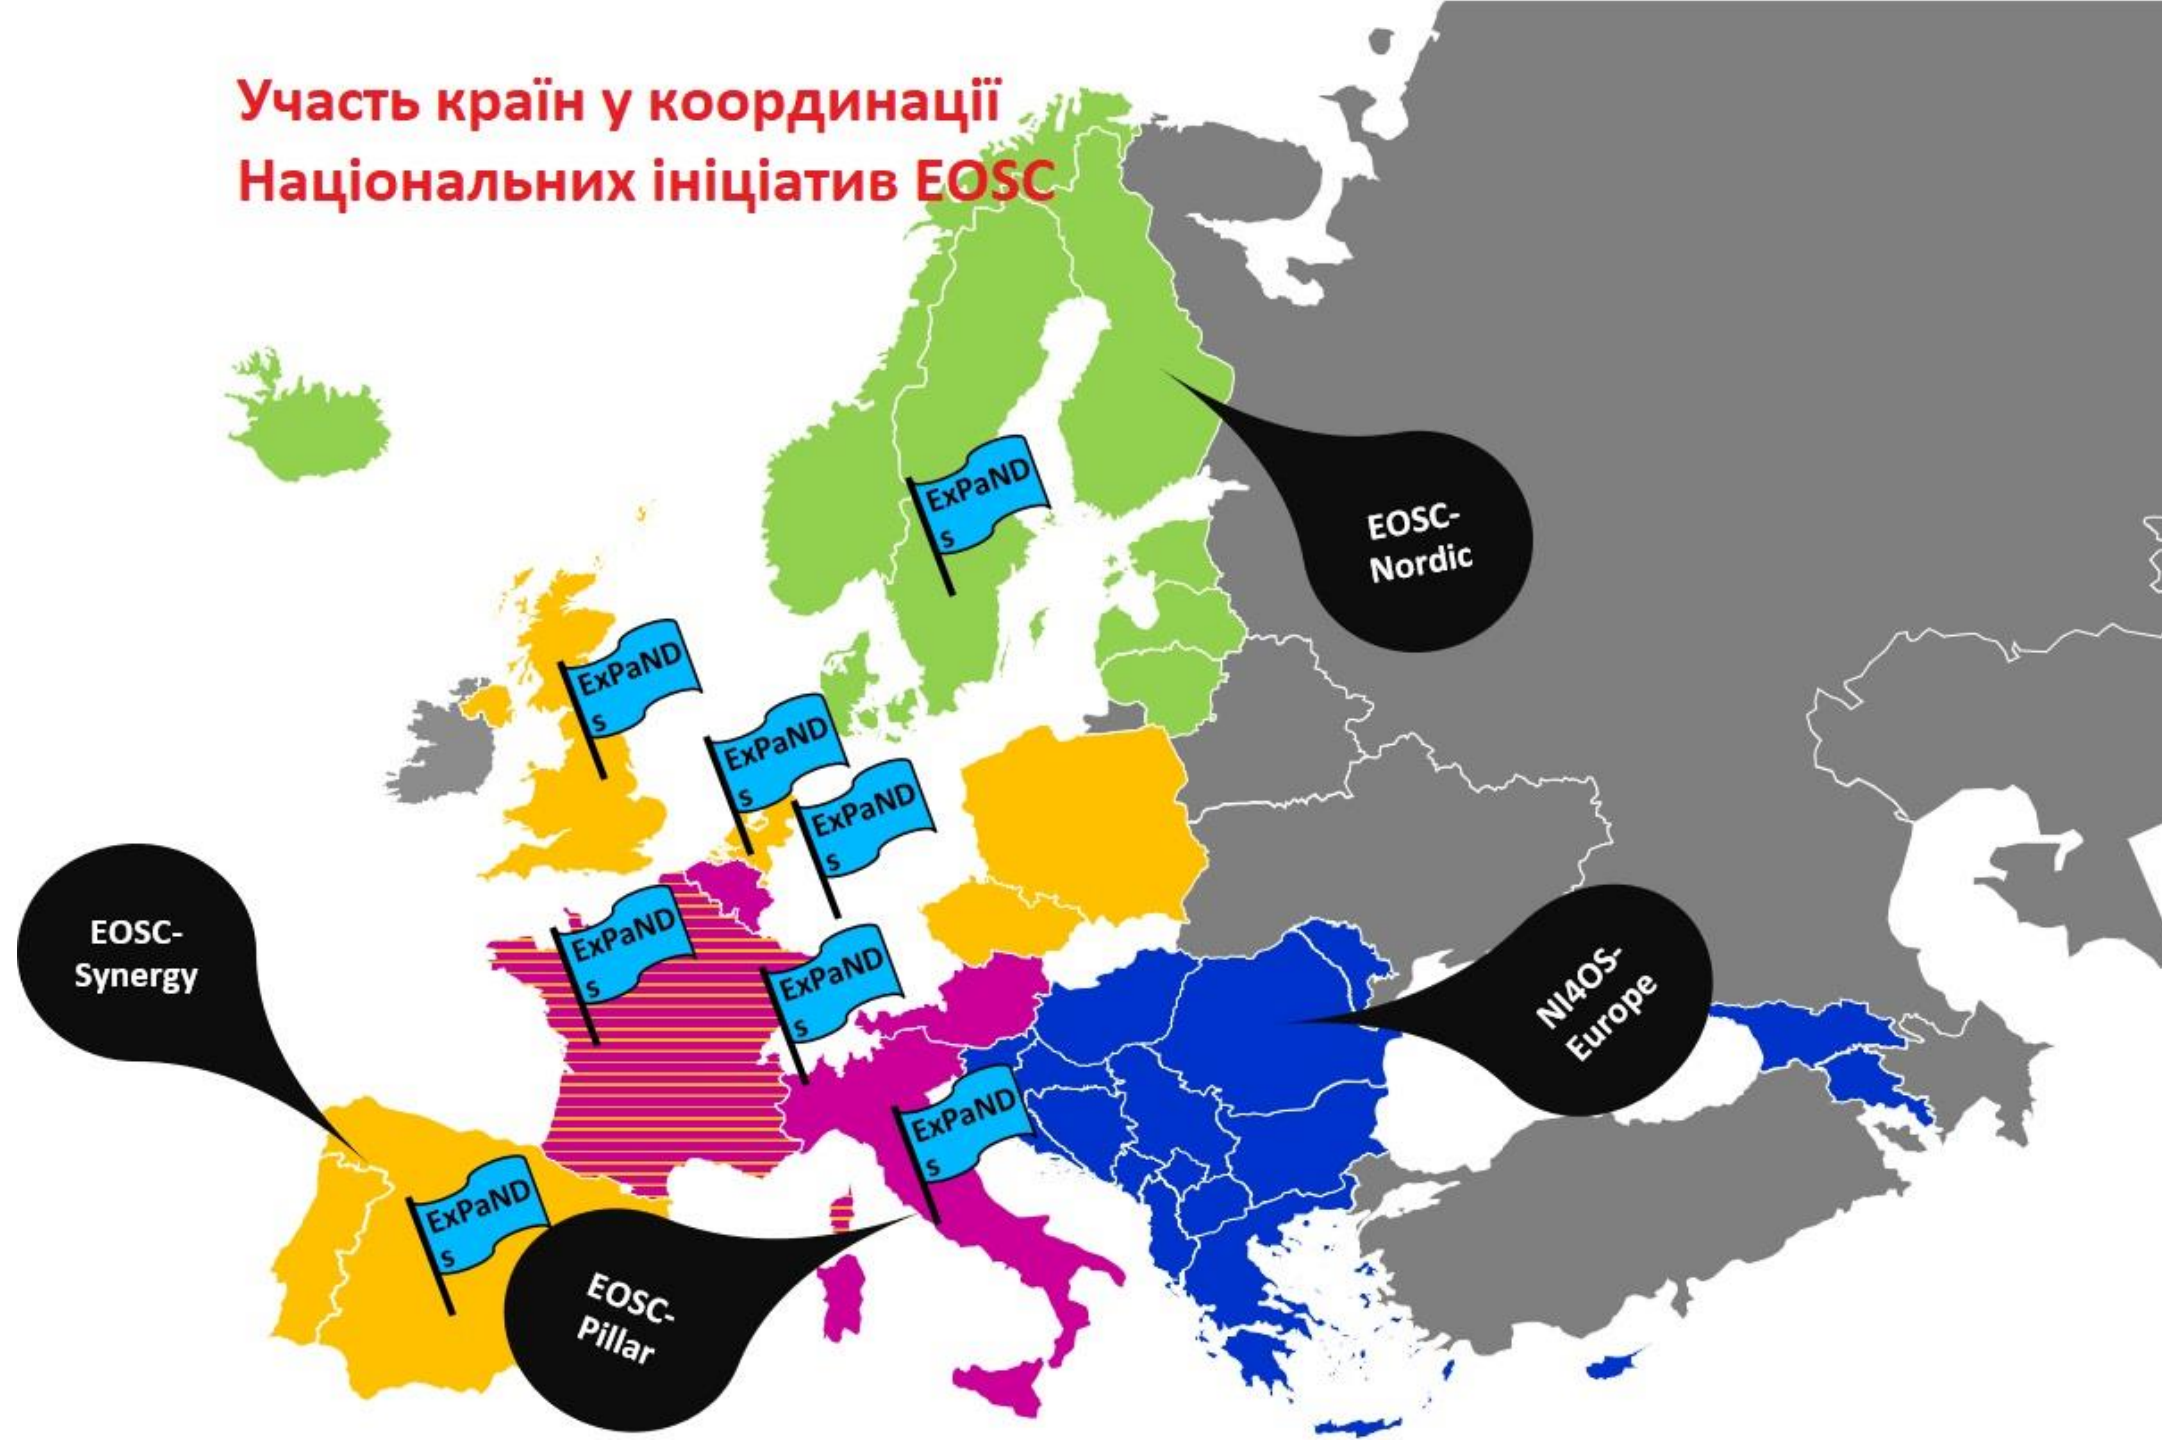 Участь країн у координації
Національних ініціатив EOSC
ExPaND
s
EOSC-
Nordic
ExPaND
s
ExPaND
s
ExPaND
s
EOSC-
Synergy
ExPaND
s
ExPaND
s
NI4OS-
Europe
ExPaND
s
ExPaND
s
EOSC-
Pillar